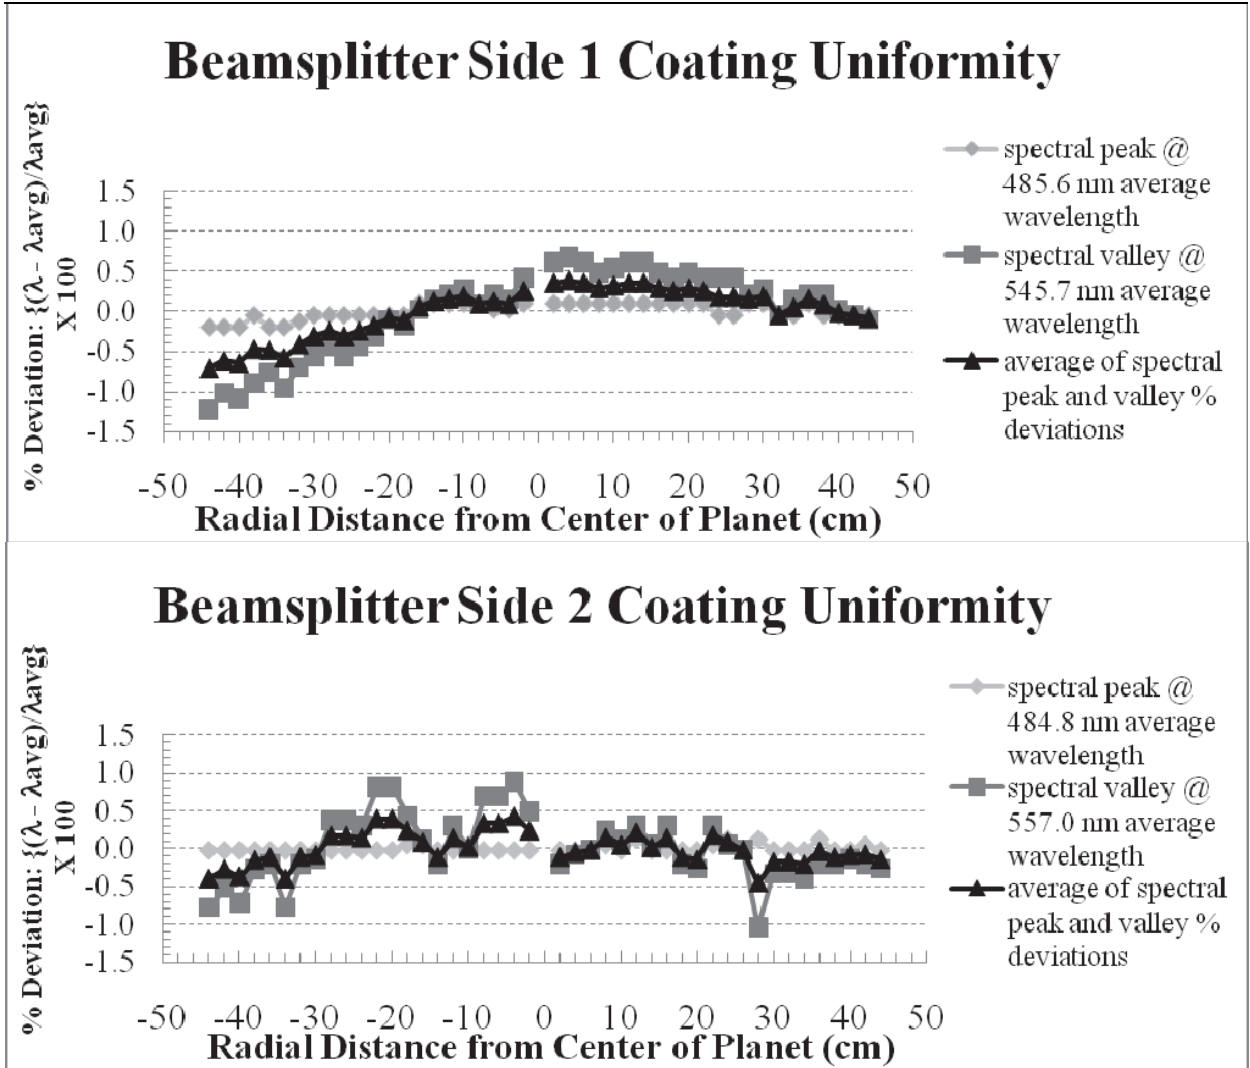 Beamsplitter Side 1 Coating Uniformity
% Deviation: {(λ - λavg)/λavg}
X 100
1.5
1.0
0.5
0.0
-0.5
-1.0
-1.5
-50 -40 -30 -20 -10 0 10 20 30 40 50
Radial Distance from Center of Planet (cm)
spectral peak @
485.6 nm average
wavelength
spectral valley @
545.7 nm average
wavelength
average of spectral
peak and valley %
deviations
Beamsplitter Side 2 Coating Uniformity
% Deviation: {(λ - λavg)/λavg}
X 100
1.5
1.0
0.5
0.0
-0.5
-1.0
-1.5
-50 -40 -30 -20 -10 0 10 20 30 40 50
Radial Distance from Center of Planet (cm)
spectral peak @
484.8 nm average
wavelength
spectral valley @
557.0 nm average
wavelength
average of spectral
peak and valley %
deviations